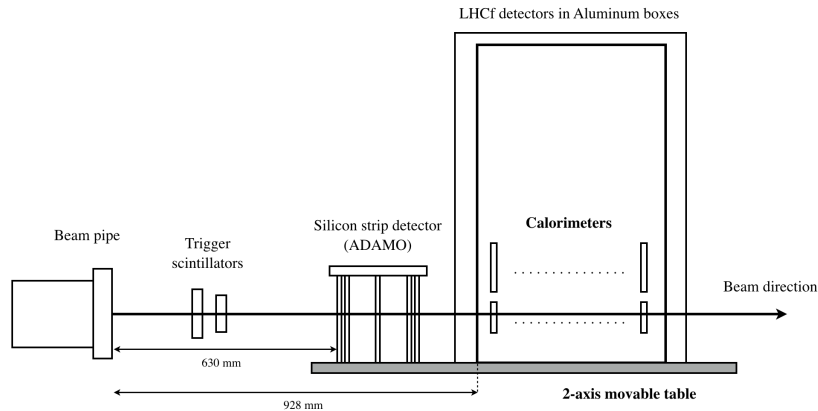 LHCf detectors in Aluminum boxes
Beam pipe
Trigger
scintillators
Silicon strip detector
(ADAMO)
Calorimeters
Beam direction
630 mm
928 mm
2-axis movable table